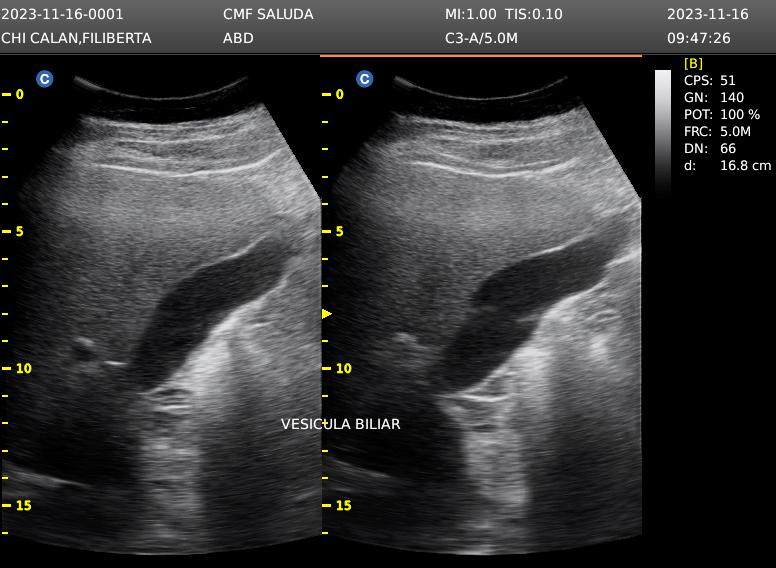 2023-11-16-0001 CMF SALUDA MI:1.00 TIS:0.10 2023-11-16
CHI CALAN,FILIBERTA ABD C3-A/5.0M 09:47:26
C C
[B]
CPS: 51
GN: 140
POT: 100 %
FRC: 5.0M
DN: 66
d: 16.8 cm
0 0
5 5
10 10
VESICULA BILIAR
15 15